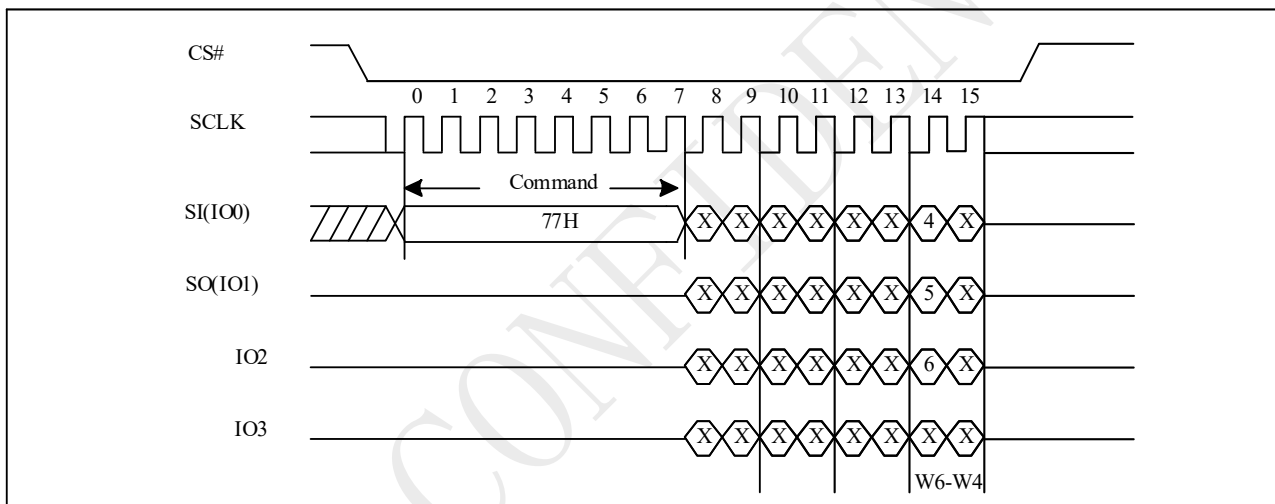 CS#
0 1 2 3 4 5 6 7 8 9 10 11 12 13 14 15
SCLK
Command
SI(IO0) 77H X X X X X X 4 X
SO(IO1) X X X X X X 5 X
IO2 X X X X X X 6 X
IO3 X X X X X X X X
W6-W4
CONFIDEN